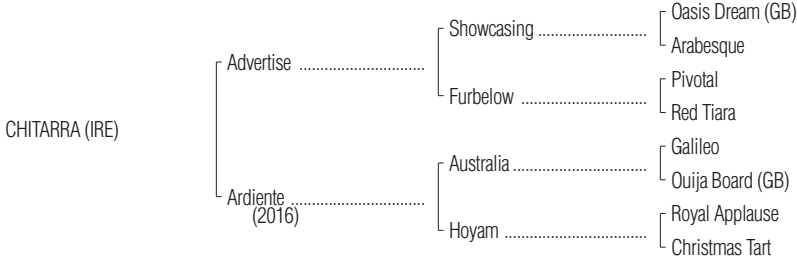 Oasis Dream (GB)
Showcasing
Arabesque
Advertise
Pivotal
Furbelow
Red Tiara
CHITARRA (IRE)
Galileo
Australia
Ouija Board (GB)
Ardiente
(2016)
Royal Applause
Hoyam
Christmas Tart